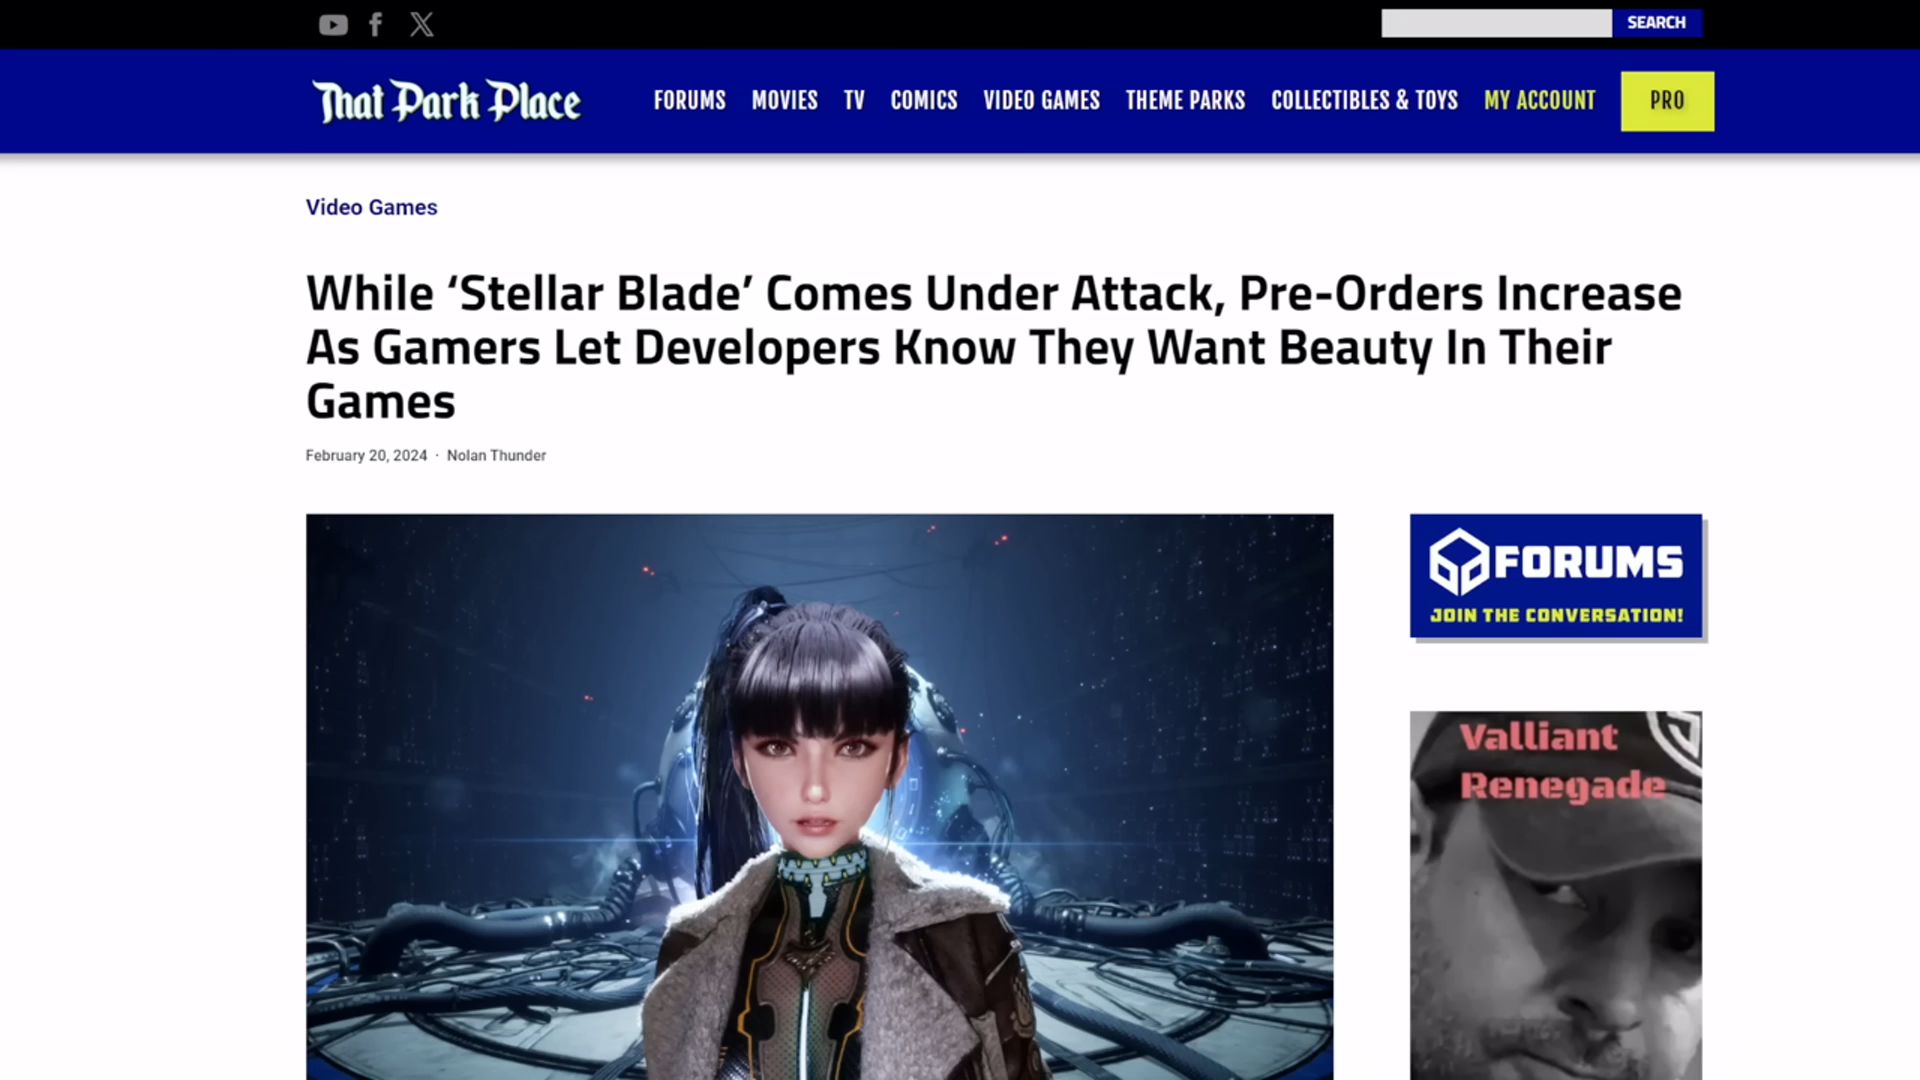 SEARCH
That Park Place
FORUMS MOVIES TV COMICS VIDEO GAMES THEME PARKS COLLECTIBLES & TOYS MY ACCOUNT PRO
Video Games
While ‘Stellar Blade’ Comes Under Attack, Pre-Orders Increase
As Gamers Let Developers Know They Want Beauty In Their
Games
February 20, 2024 · Nolan Thunder
FORUMS
JOIN THE CONVERSATION!
Valliant
Renegade